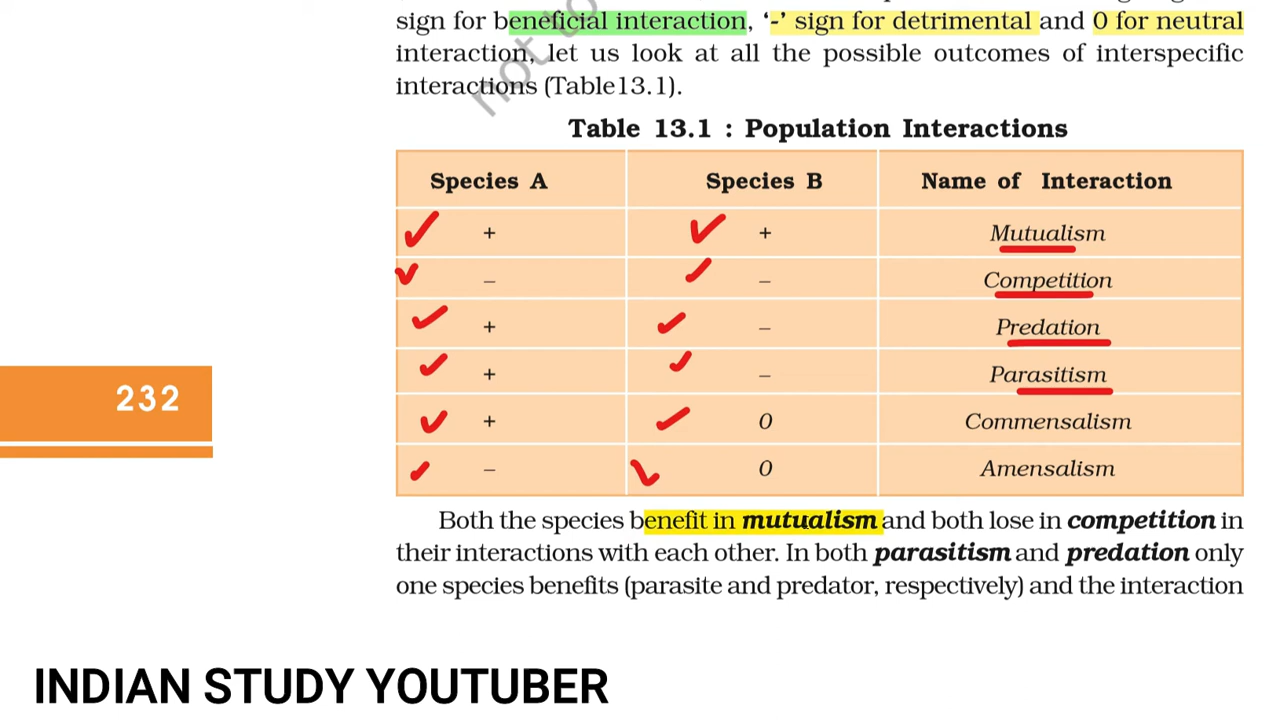 sign for beneficial interaction, ‘-’ sign for detrimental and 0 for neutral
interaction, let us look at all the possible outcomes of interspecific
interactions (Table13.1).
Table 13.1 : Population Interactions
Species A Species B Name of Interaction
+ + Mutualism
– – Competition
+ – Predation
+ – Parasitism
+ 0 Commensalism
– 0 Amensalism
232
Both the species benefit in mutualism and both lose in competition in
their interactions with each other. In both parasitism and predation only
one species benefits (parasite and predator, respectively) and the interaction
INDIAN STUDY YOUTUBER
not to